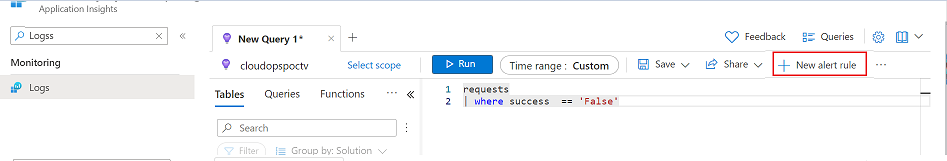 Application Insights
Logss
Monitoring
Logs
New Query 1*
Feedback
Queries
cloudopspoctv
Select scope
Run
Time range : Custom
Save
Share
New alert rule
Tables
Queries
Functions
Search
Filter
Group by: Solution
1 requests
2 | where success == 'False'